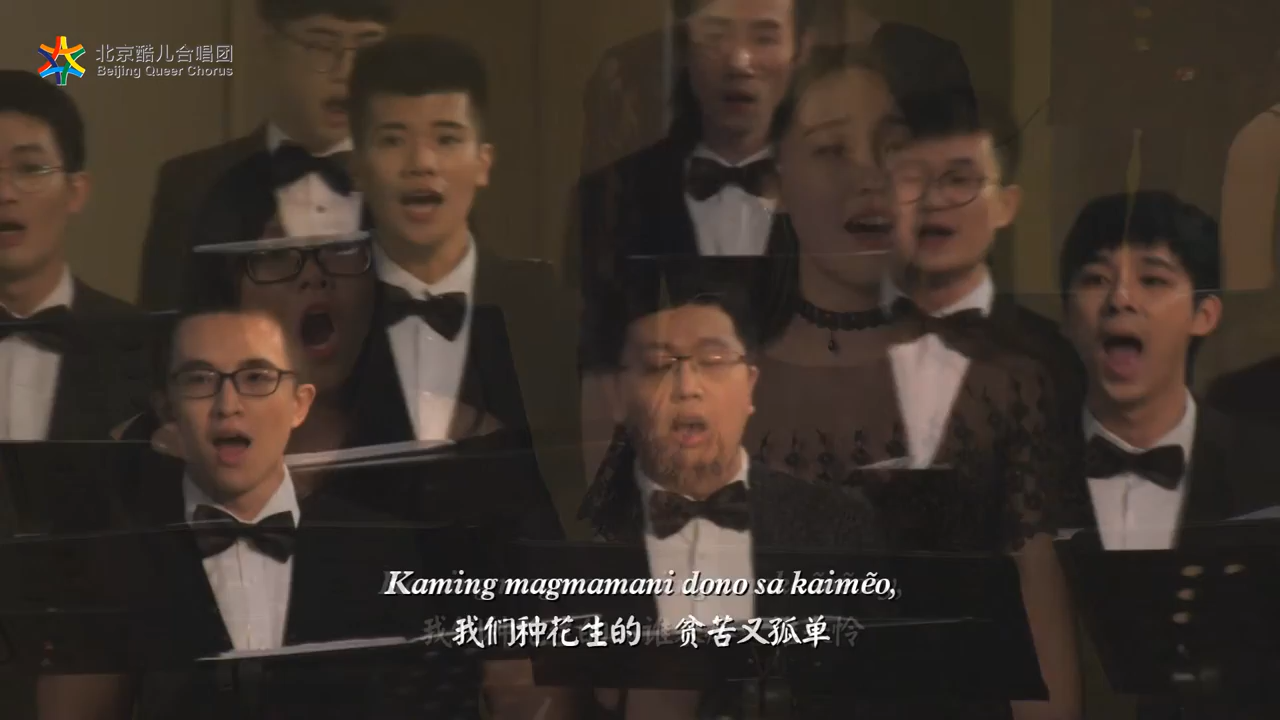 北京酷儿合唱团
Beijing Queer Chorus
Kaming magmamani dono sa kãimẽo,
我们种花生的 贫苦又孤单